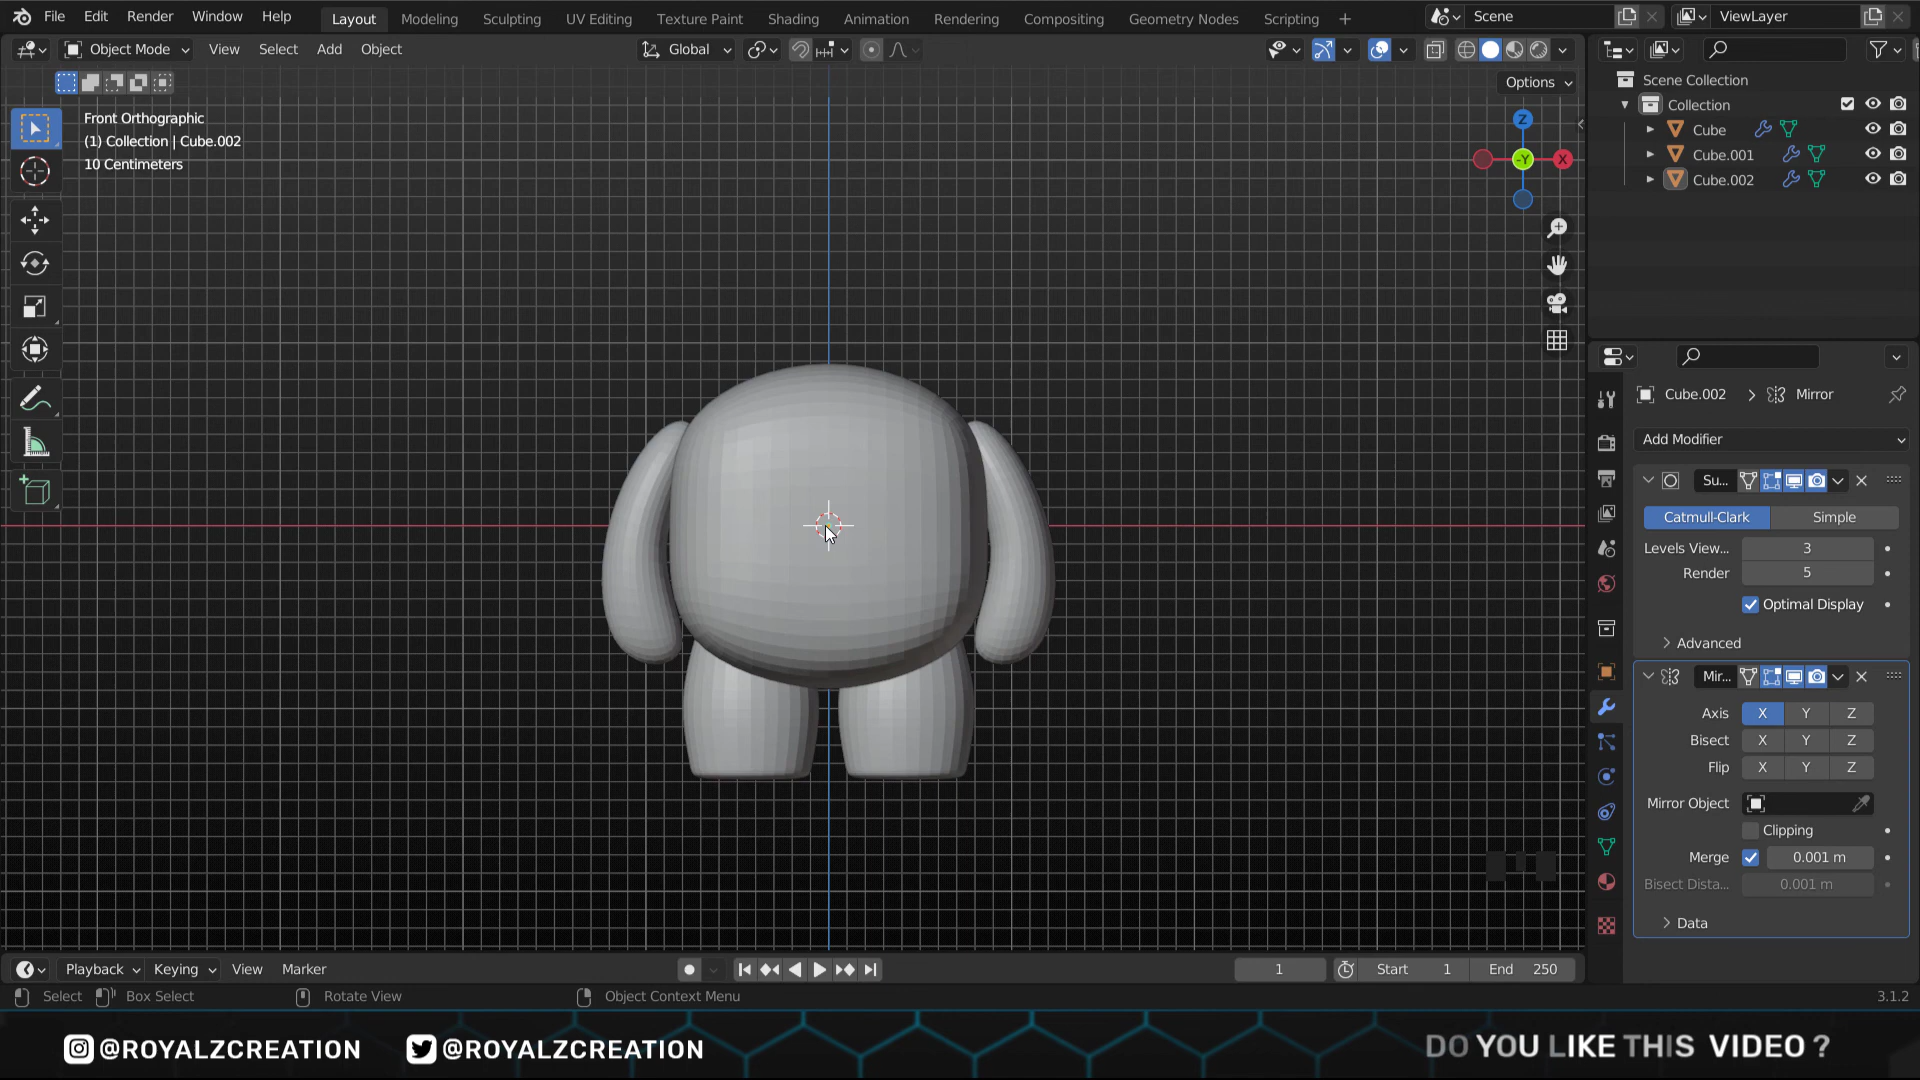 File Edit Render Window Help Layout Modeling Sculpting UV Editing Texture Paint Shading Animation Rendering Compositing Geometry Nodes Scripting + Scene ViewLayer
Object Mode View Select Add Object Global
Options
Front Orthographic
(1) Collection | Cube.002
10 Centimeters
Z
-Y X
Scene Collection
Collection
Cube
Cube.001
Cube.002
Cube.002 > Mirror
Add Modifier
Su...
Catmull-Clark Simple
Levels View... 3
Render 5
Optimal Display
Advanced
Mir...
Axis X Y Z
Bisect X Y Z
Flip X Y Z
Mirror Object
Clipping
Merge 0.001 m
Bisect Dista... 0.001 m
Data
Playback Keying View Marker 1 Start 1 End 250
Select Box Select Rotate View Object Context Menu 3.1.2
@ROYALZCREATION @ROYALZCREATION DO YOU LIKE THIS VIDEO ?